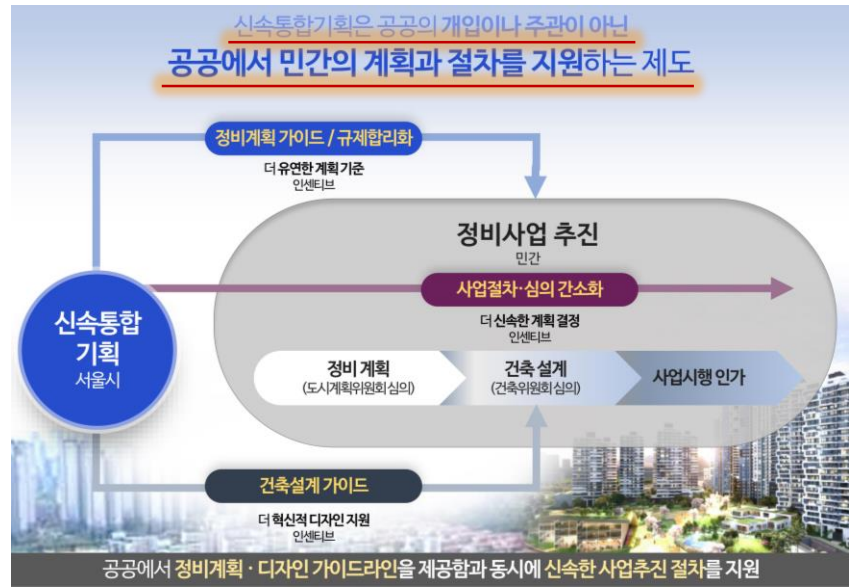 신속통합기획은 공공의 개입이나 주관이 아닌
공공에서 민간의 계획과 절차를 지원하는 제도
정비계획 가이드 / 규제합리화
더 유연한 계획 기준
인센티브
정비사업 추진
민간
사업절차·심의 간소화
더 신속한 계획 결정
인센티브
신속통합
기획
서울시
정비 계획
(도시계획위원회 심의)
건축 설계
(건축위원회 심의)
사업시행 인가
건축설계 가이드
더 혁신적 디자인 지원
인센티브
공공에서 정비계획 · 디자인 가이드라인을 제공함과 동시에 신속한 사업추진 절차를 지원